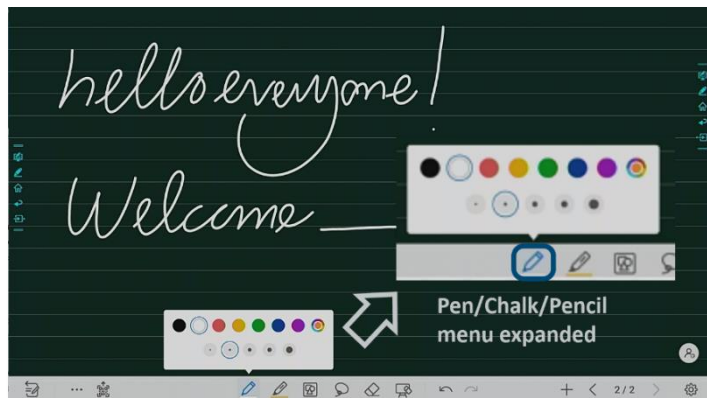 hello everyone!
Welcome
Pen/Chalk/Pencil
menu expanded
2/2